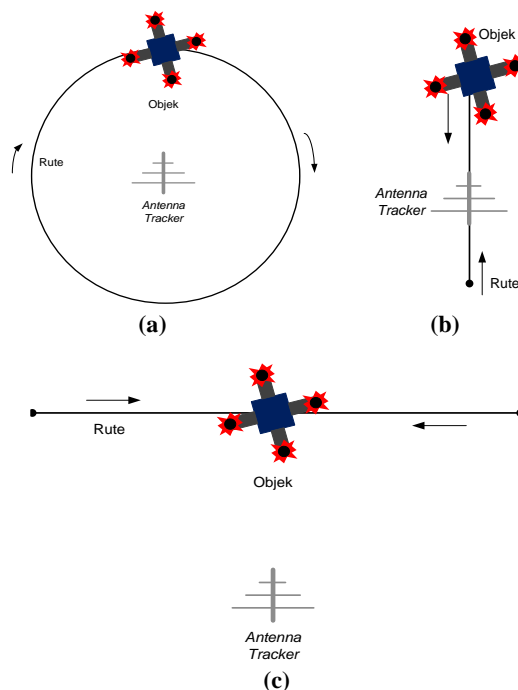 Objek
Rute
Antenna
Tracker
(a)
Objek
Antenna
Tracker
Rute
(b)
Rute
Objek
Antenna
Tracker
(c)